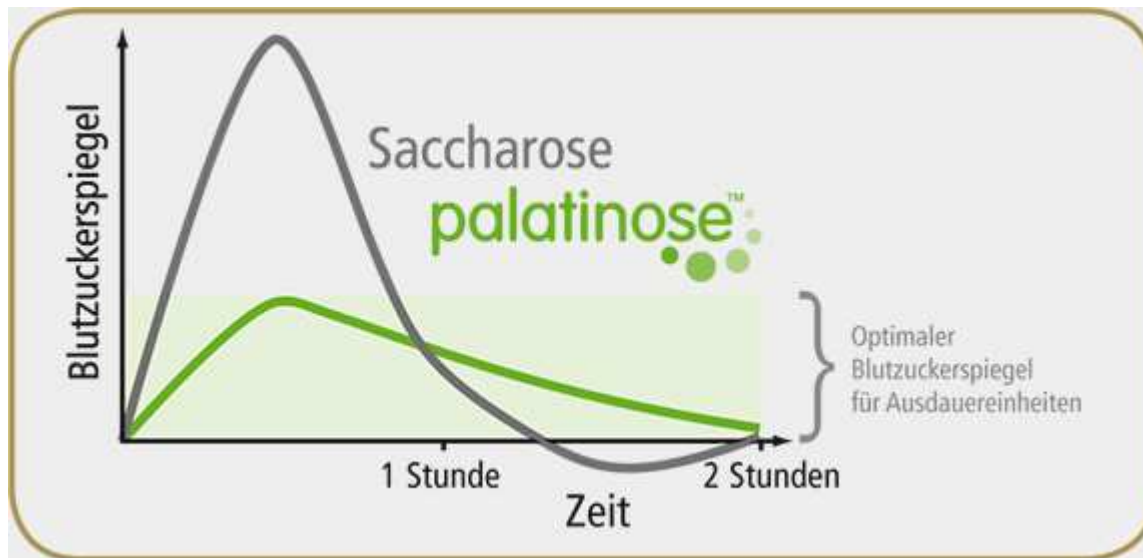 Blutzuckerspiegel
Saccharose
palatinose™
Optimaler
Blutzuckerspiegel
für Ausdauereinheiten
1 Stunde
2 Stunden
Zeit